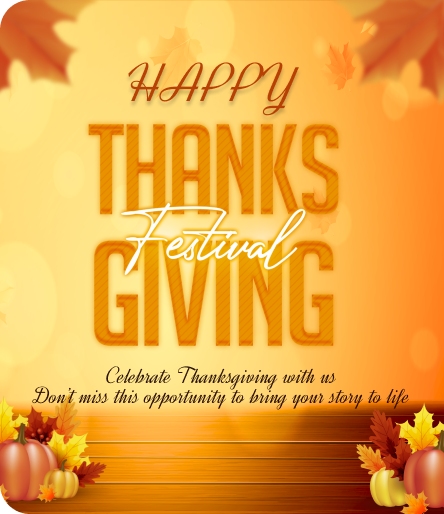 HAPPY
THANKS
Festival
GIVING
Celebrate Thanksgiving with us
Don't miss this opportunity to bring your story to life